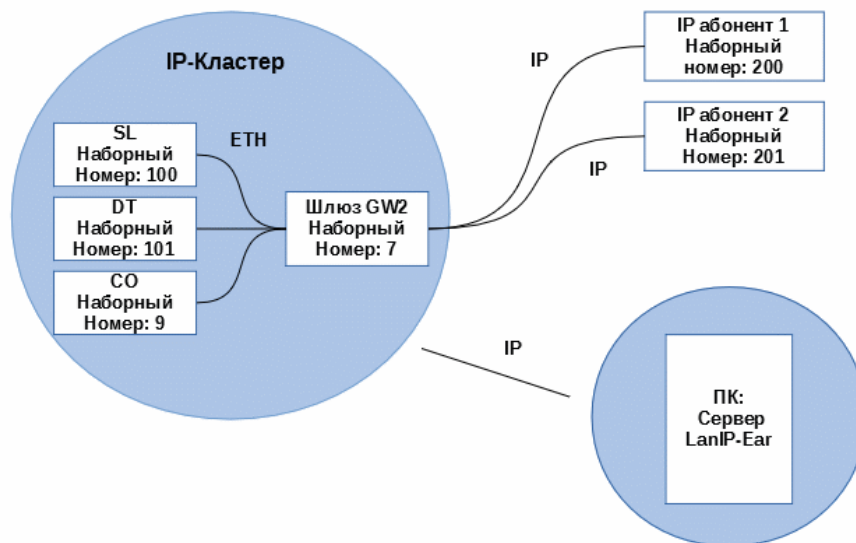 IP-Кластер
SL
Наборный
Номер: 100
ETH
DT
Наборный
Номер: 101
CO
Наборный
Номер: 9
Шлюз GW2
Наборный
Номер: 7
IP
IP абонент 1
Наборный
номер: 200
IP
IP абонент 2
Наборный
Номер: 201
IP
ПК:
Сервер
LanIP-Ear